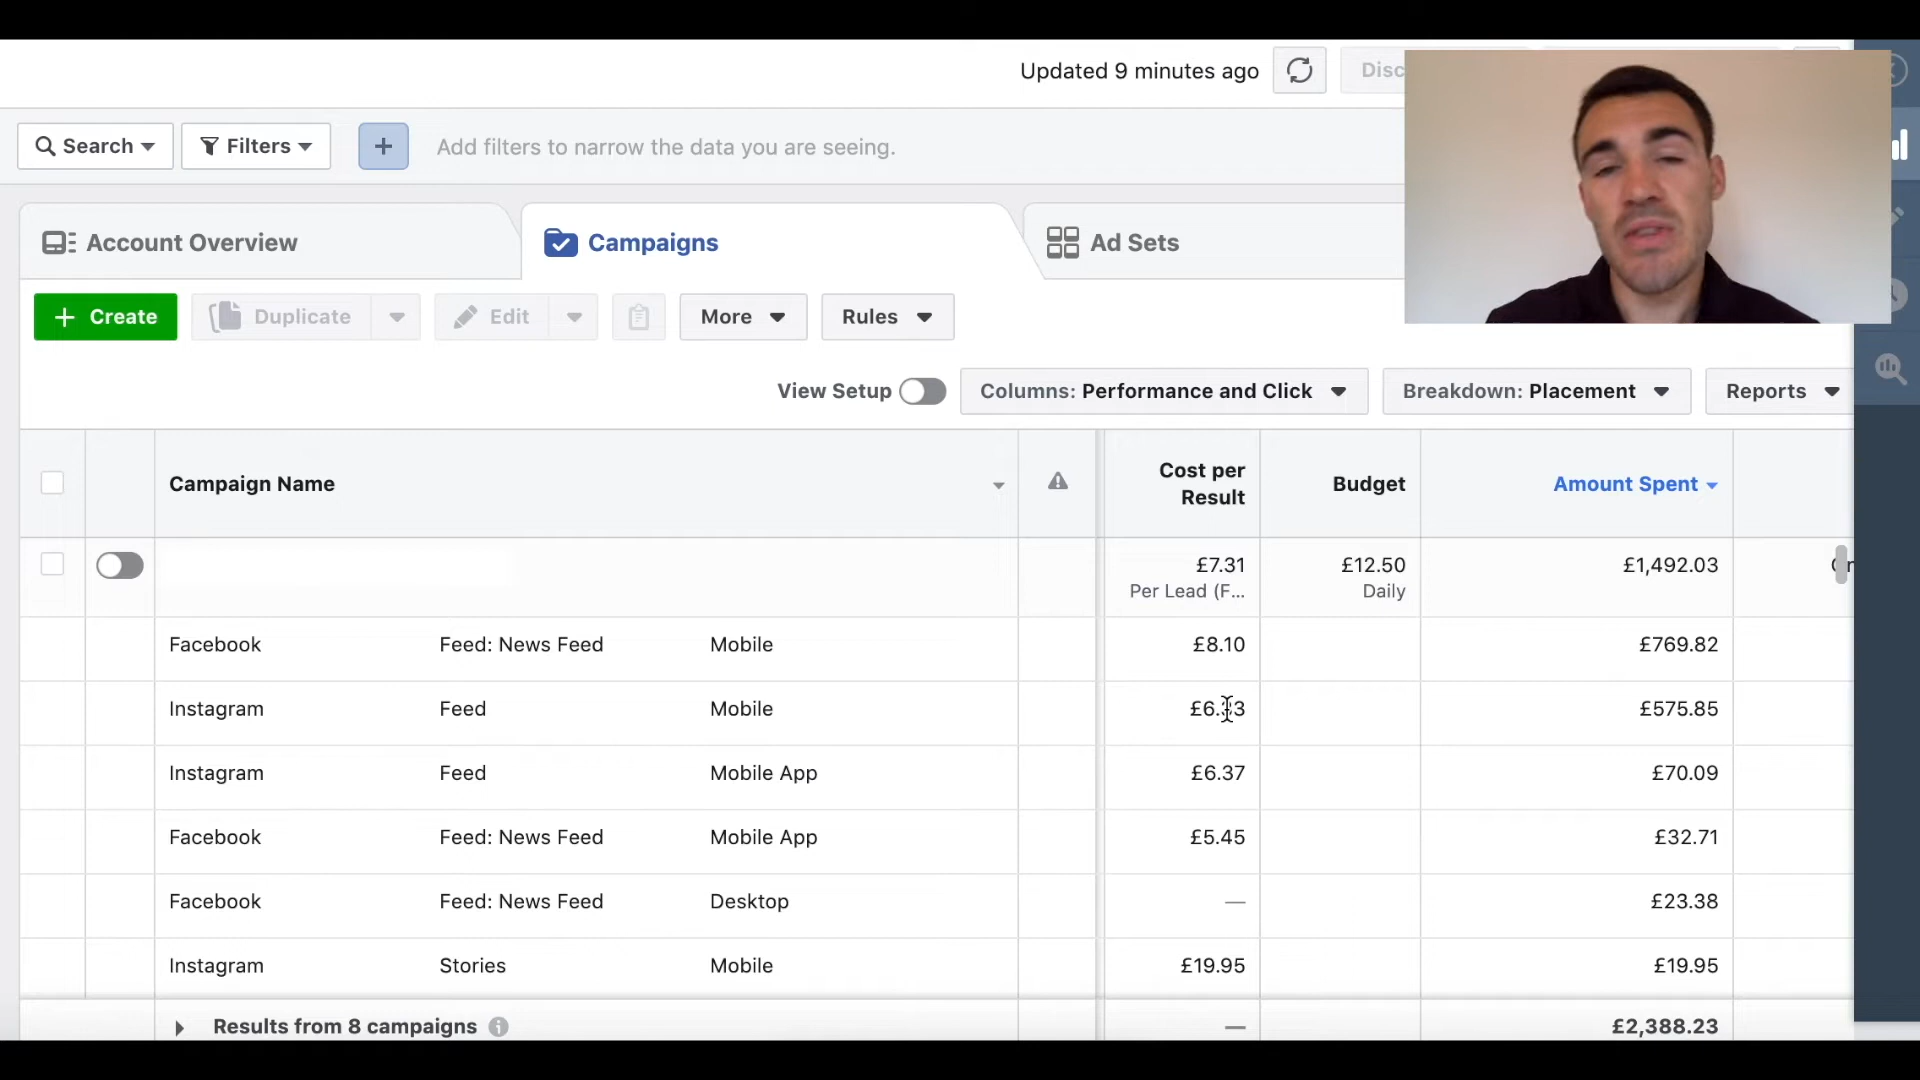 Updated 9 minutes ago
Search
Filters
Add filters to narrow the data you are seeing.
Account Overview
Campaigns
Ad Sets
Create
Duplicate
Edit
More
Rules
View Setup
Columns: Performance and Click
Breakdown: Placement
Reports
Campaign Name
Cost per
Result
Budget
Amount Spent
£7.31
£12.50
£1,492.03
Per Lead (F...
Daily
Facebook Feed: News Feed Mobile £8.10 £769.82
Instagram Feed Mobile £575.85
Instagram Feed Mobile App £6.37 £70.09
Facebook Feed: News Feed Mobile App £5.45 £32.71
Facebook Feed: News Feed Desktop — £23.38
Instagram Stories Mobile £19.95 £19.95
Results from 8 campaigns — £2,388.23